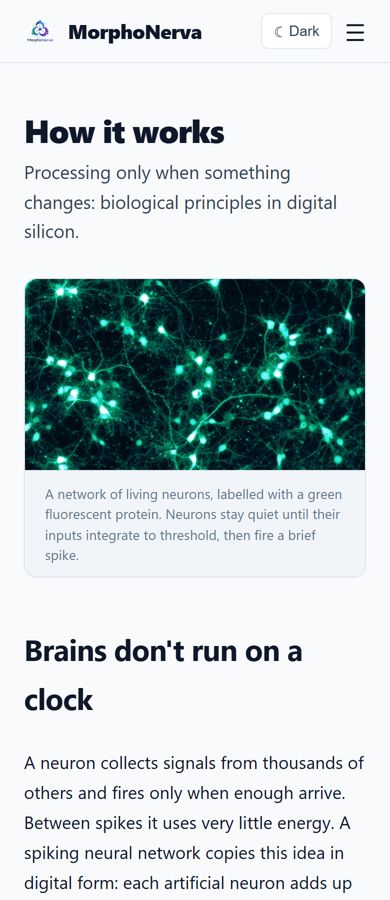 MorphoNerva
MorphoNerva
☾ Dark
How it works
Processing only when something
changes: biological principles in digital
silicon.
A network of living neurons, labelled with a green
fluorescent protein. Neurons stay quiet until their
inputs integrate to threshold, then fire a brief
spike.
Brains don't run on a
clock
A neuron collects signals from thousands of
others and fires only when enough arrive.
Between spikes it uses very little energy. A
spiking neural network copies this idea in
digital form: each artificial neuron adds up